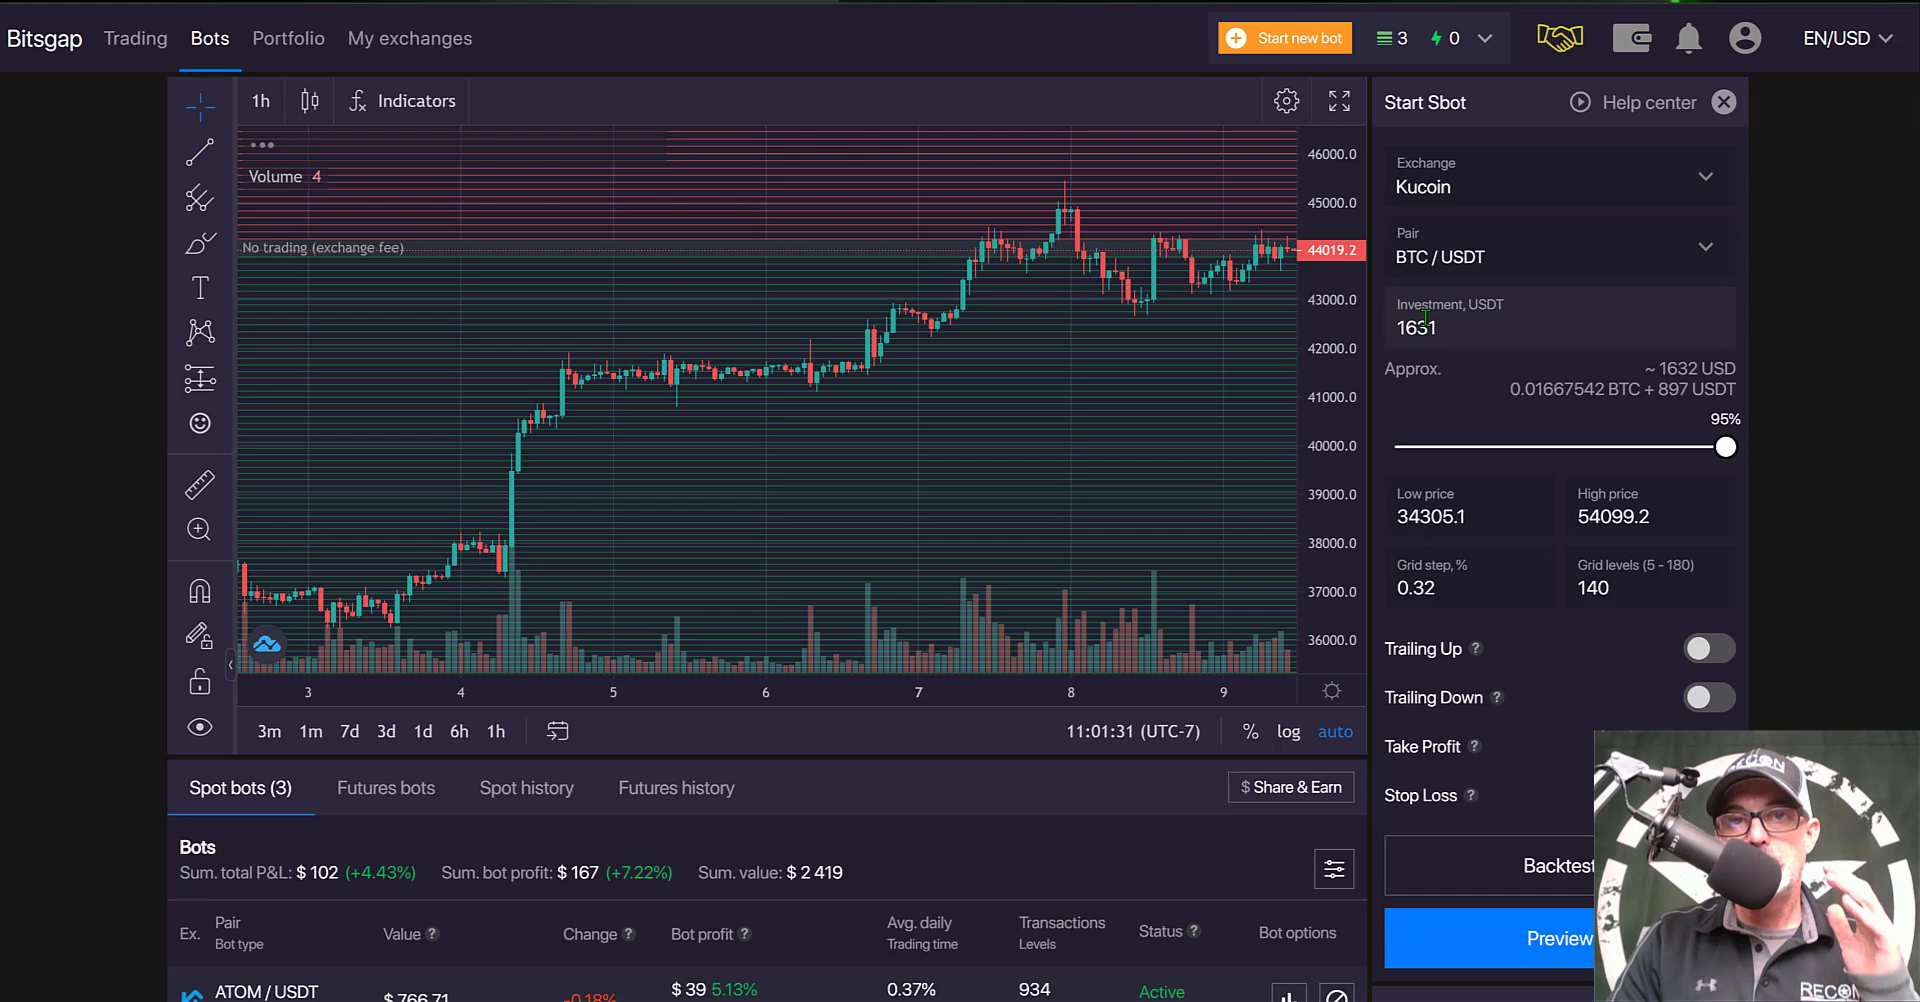 Bitsgap Trading Bots Portfolio My exchanges Start new bot 3 0 EN/USD
1h Indicators
Start Sbot Help center
Volume 4
No trading (exchange fee)
46000.0
45000.0
44019.2
43000.0
42000.0
41000.0
40000.0
39000.0
38000.0
37000.0
36000.0
3 4 5 6 7 8 9
3m 1m 7d 3d 1d 6h 1h 11:01:31 (UTC-7) % log auto
Exchange
Kucoin
Pair
BTC / USDT
Investment, USDT
1631
Approx. ~ 1632 USD
0.01667542 BTC + 897 USDT
95%
Low price High price
34305.1 54099.2
Grid step, % Grid levels (5 - 180)
0.32 140
Trailing Up ?
Trailing Down ?
Take Profit ?
Stop Loss ?
Backtest
Preview
Spot bots (3) Futures bots Spot history Futures history $ Share & Earn
Bots
Sum. total P&L: $ 102 (+4.43%) Sum. bot profit: $ 167 (+7.22%) Sum. value: $ 2 419
Ex. Pair Value ? Change ? Bot profit ? Avg. daily Transactions Status ? Bot options
Bot type Trading time Levels
ATOM / USDT $ 766.71 -0.18% $ 39 5.13% 0.37% 934 Active
RECON
RECON